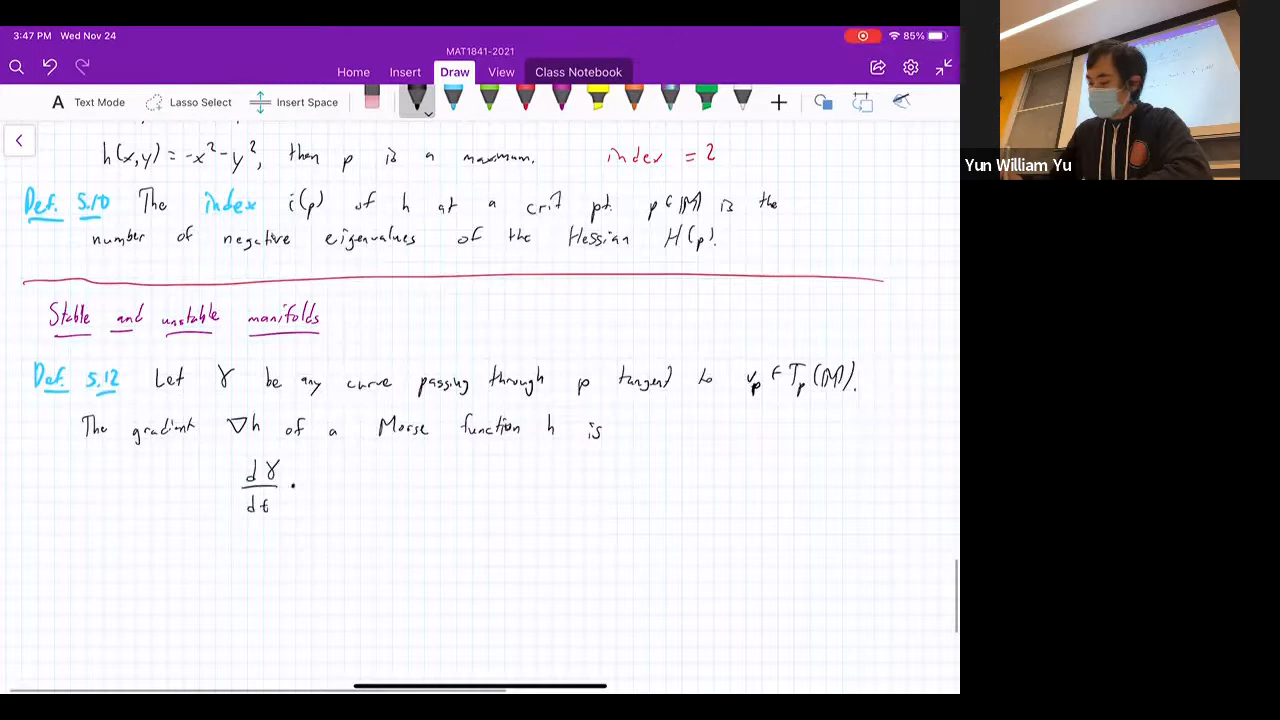 3:47 PM Wed Nov 24
85%
MAT1841-2021
Home Insert Draw View Class Notebook
A Text Mode Lasso Select Insert Space
h(x,y) = -x² - y², then p is a maximum. index = 2
Def. 5.10 The index i(p) of h at a crit pt. p∈M is the
number of negative eigenvalues of the Hessian H(p).
Stable and unstable manifolds
Def. 5.12 Let γ be any curve passing through p tangent to v_p ∈ T_p(M).
The gradient ∇h of a Morse function h is
dγ/dt ·
Yun William Yu